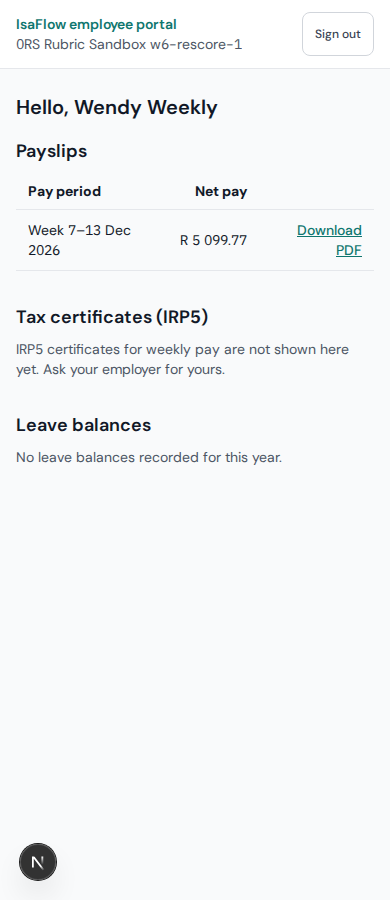 IsaFlow employee portal
0RS Rubric Sandbox w6-rescore-1
Sign out
Hello, Wendy Weekly
Payslips
Pay period Net pay
Week 7–13 Dec 2026 R 5 099.77 Download PDF
Tax certificates (IRP5)
IRP5 certificates for weekly pay are not shown here
yet. Ask your employer for yours.
Leave balances
No leave balances recorded for this year.
N